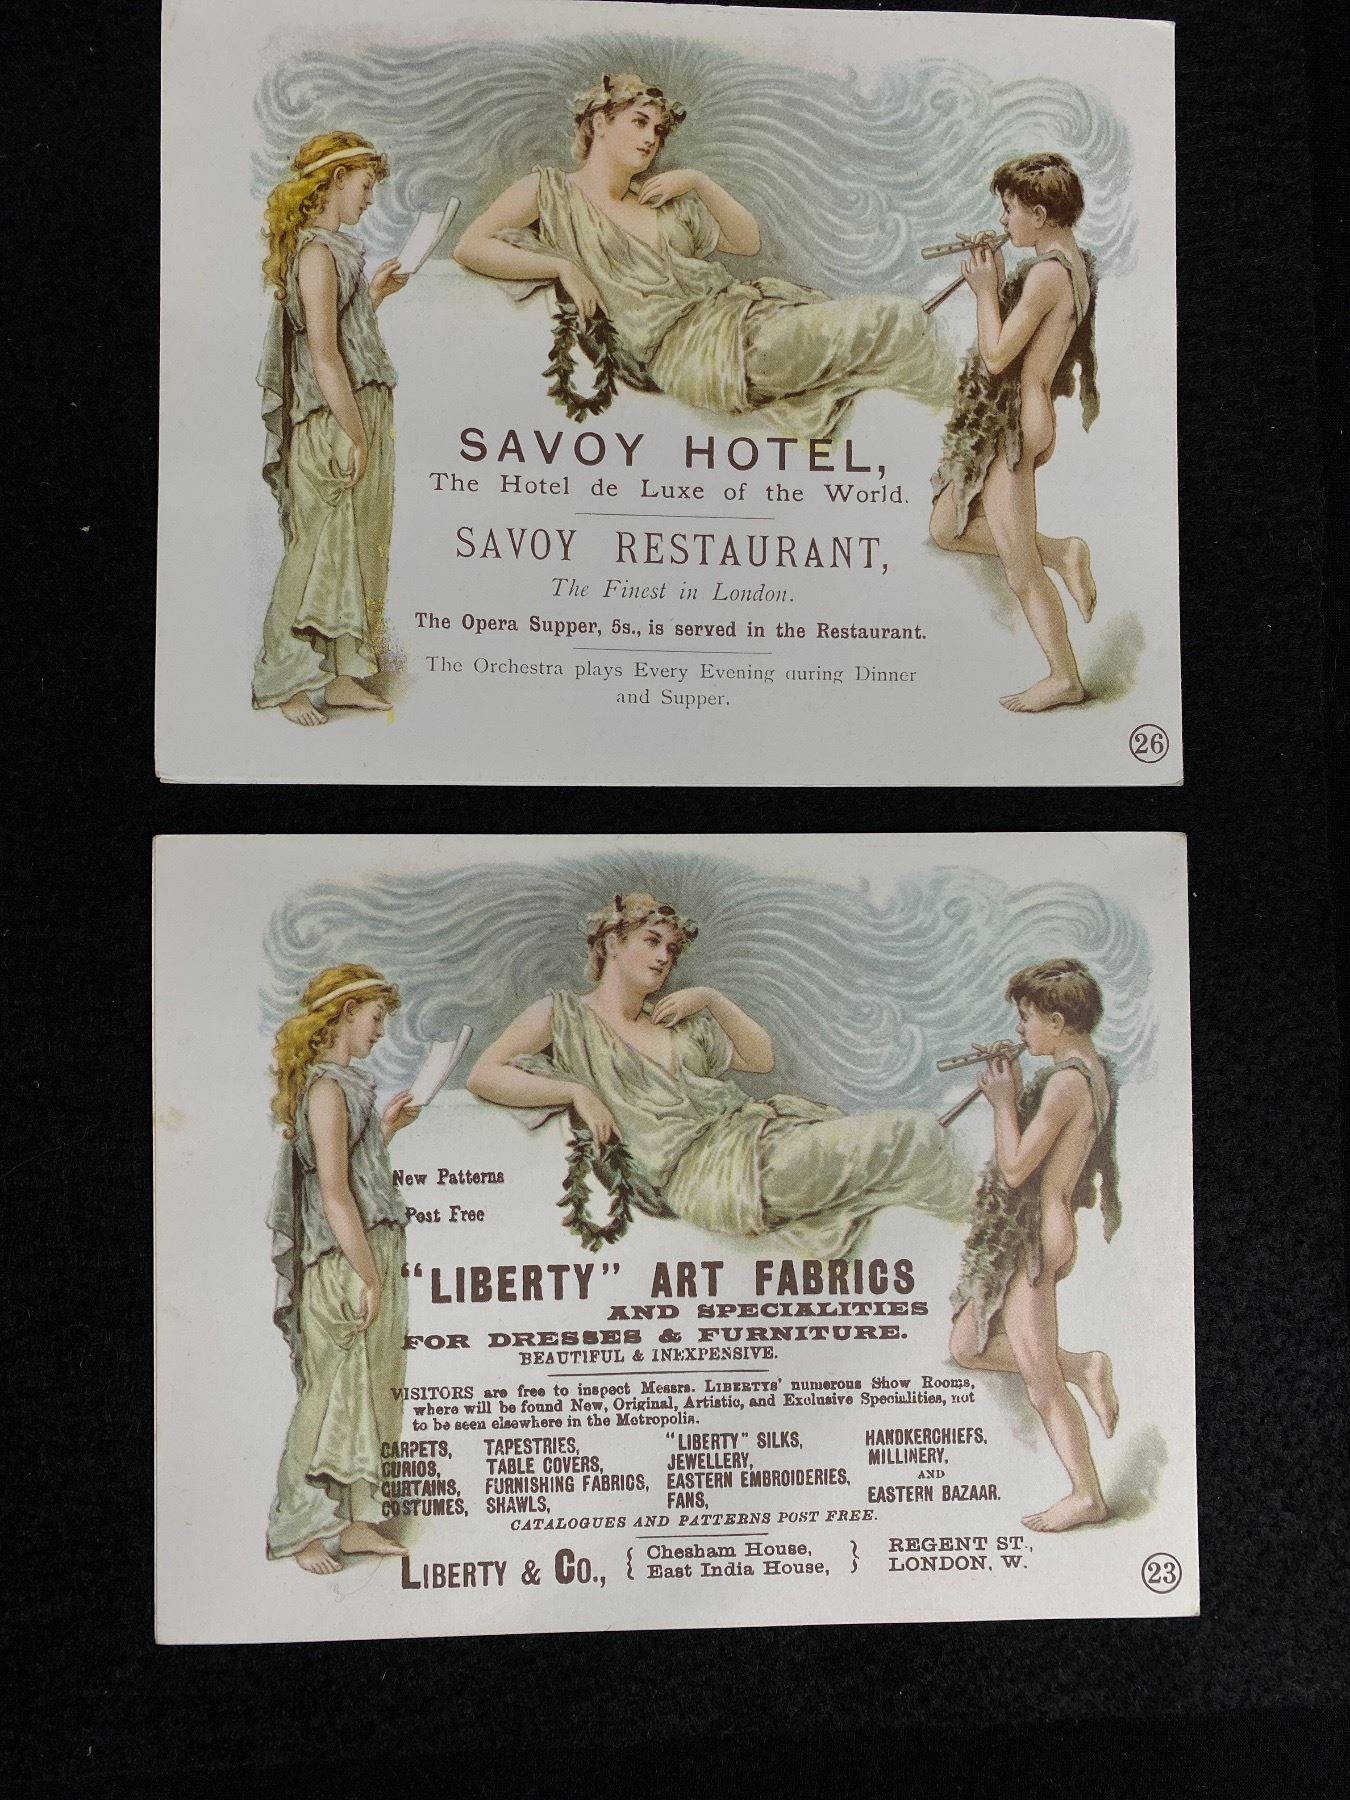 SAVOY HOTEL,
The Hotel de Luxe of the World.
SAVOY RESTAURANT,
The Finest in London.
The Opera Supper, 5s., is served in the Restaurant.
The Orchestra plays Every Evening during Dinner
and Supper.
26
New Patterns
Post Free
"LIBERTY" ART FABRICS
AND SPECIALITIES
FOR DRESSES & FURNITURE.
BEAUTIFUL & INEXPENSIVE.
VISITORS are free to inspect Messrs. LIBERTYS' numerous Show Rooms,
where will be found New, Original, Artistic, and Exclusive Specialities, not
to be seen elsewhere in the Metropolis.
CARPETS, TAPESTRIES, "LIBERTY" SILKS, HANDKERCHIEFS,
CURIOS, TABLE COVERS, JEWELLERY, MILLINERY,
CURTAINS, FURNISHING FABRICS, EASTERN EMBROIDERIES, AND
COSTUMES, SHAWLS, FANS, EASTERN BAZAAR.
CATALOGUES AND PATTERNS POST FREE.
LIBERTY & CO., { Chesham House, } REGENT ST.,
East India House, LONDON, W.
23